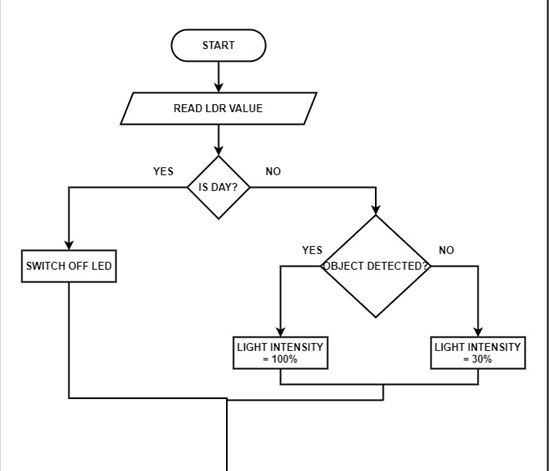 START
READ LDR VALUE
YES
IS DAY?
NO
SWITCH OFF LED
YES
OBJECT DETECTED?
NO
LIGHT INTENSITY
= 100%
LIGHT INTENSITY
= 30%